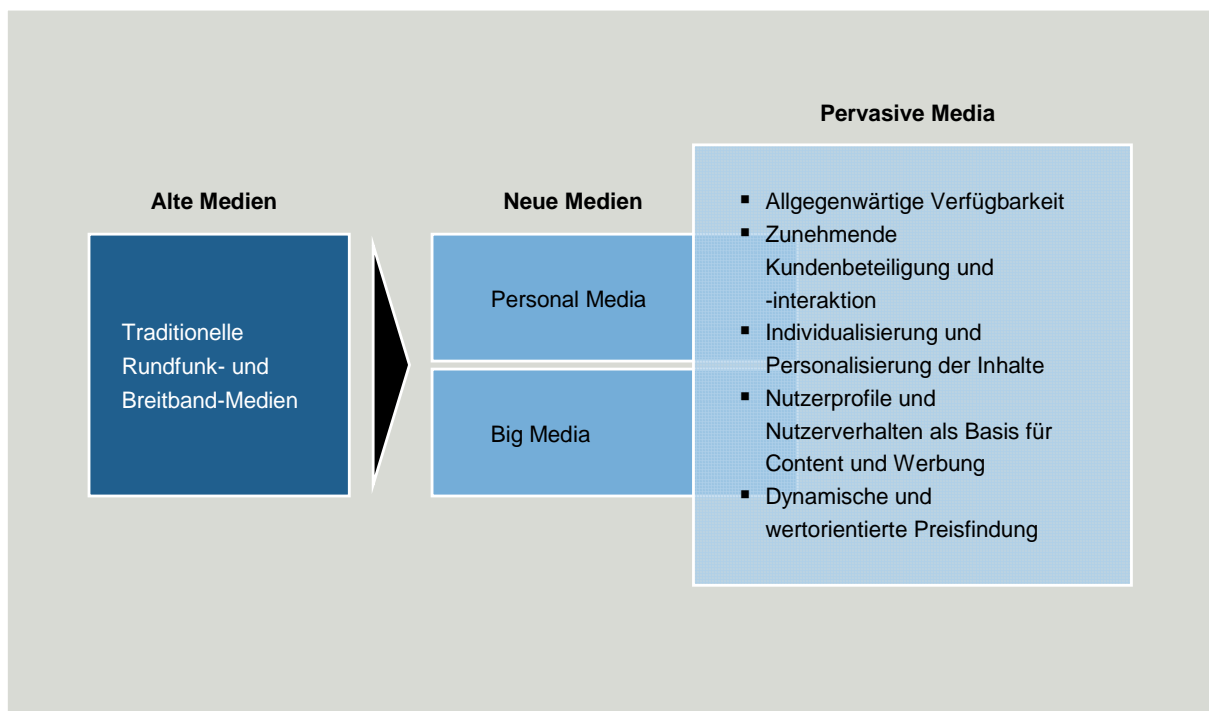 Alte Medien
Traditionelle
Rundfunk- und
Breitband-Medien
Neue Medien
Personal Media
Big Media
Pervasive Media
▪ Allgegenwärtige Verfügbarkeit
▪ Zunehmende
Kundenbeteiligung und
-interaktion
▪ Individualisierung und
Personalisierung der Inhalte
▪ Nutzerprofile und
Nutzerverhalten als Basis für
Content und Werbung
▪ Dynamische und
wertorientierte Preisfindung